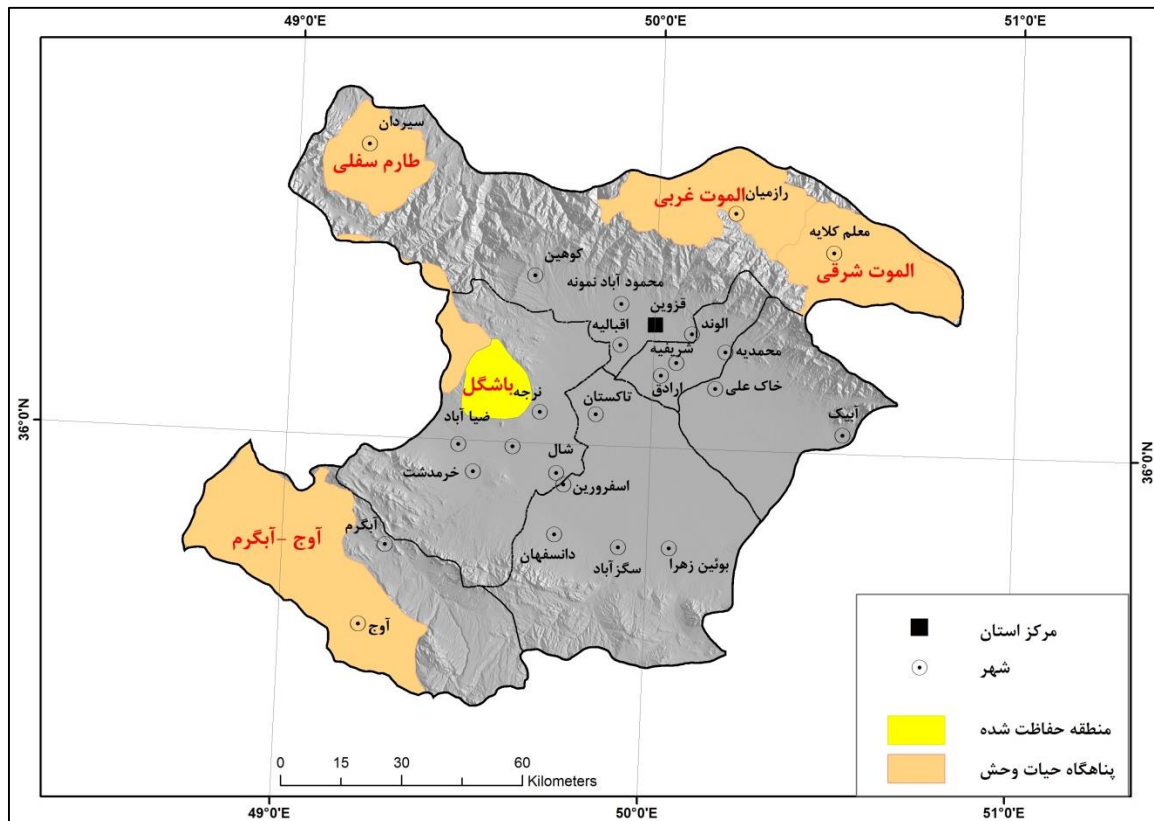 49°0'E
50°0'E
51°0'E
سیردان
طارم سفلی
الموت غربی
رازمیان
معلم کلایه
الموت شرقی
کوهین
محمود آباد نمونه
قزوین
الوند
اقبالیه
شریفیه
محمدیه
ارادق
خاک علی
باشگل
نرجه
تاکستان
آبیک
36°0'N
36°0'N
ضیا آباد
شال
خرمدشت
اسفرورین
آوج -آبگرم
آبگرم
دانسفهان
سگزآباد
بوئین زهرا
آوج
مرکز استان
شهر
منطقه حفاظت شده
پناهگاه حیات وحش
0 15 30 60
Kilometers
49°0'E
50°0'E
51°0'E